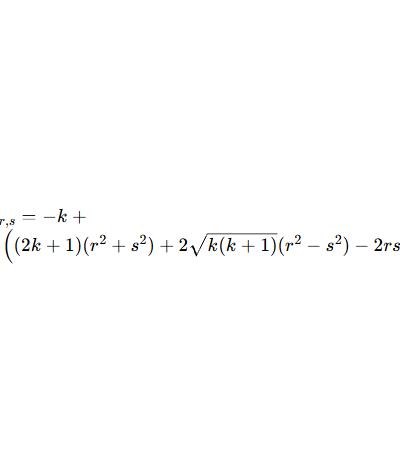 r,s = −k +
((2k + 1)(r² + s²) + 2√k(k + 1)(r² − s²) − 2rs